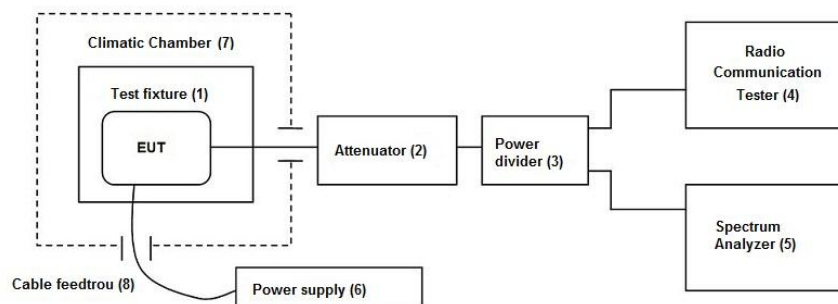 Climatic Chamber (7)
Test fixture (1)
EUT
Attenuator (2)
Power
divider (3)
Radio
Communication
Tester (4)
Spectrum
Analyzer (5)
Cable feedtrou (8)
Power supply (6)